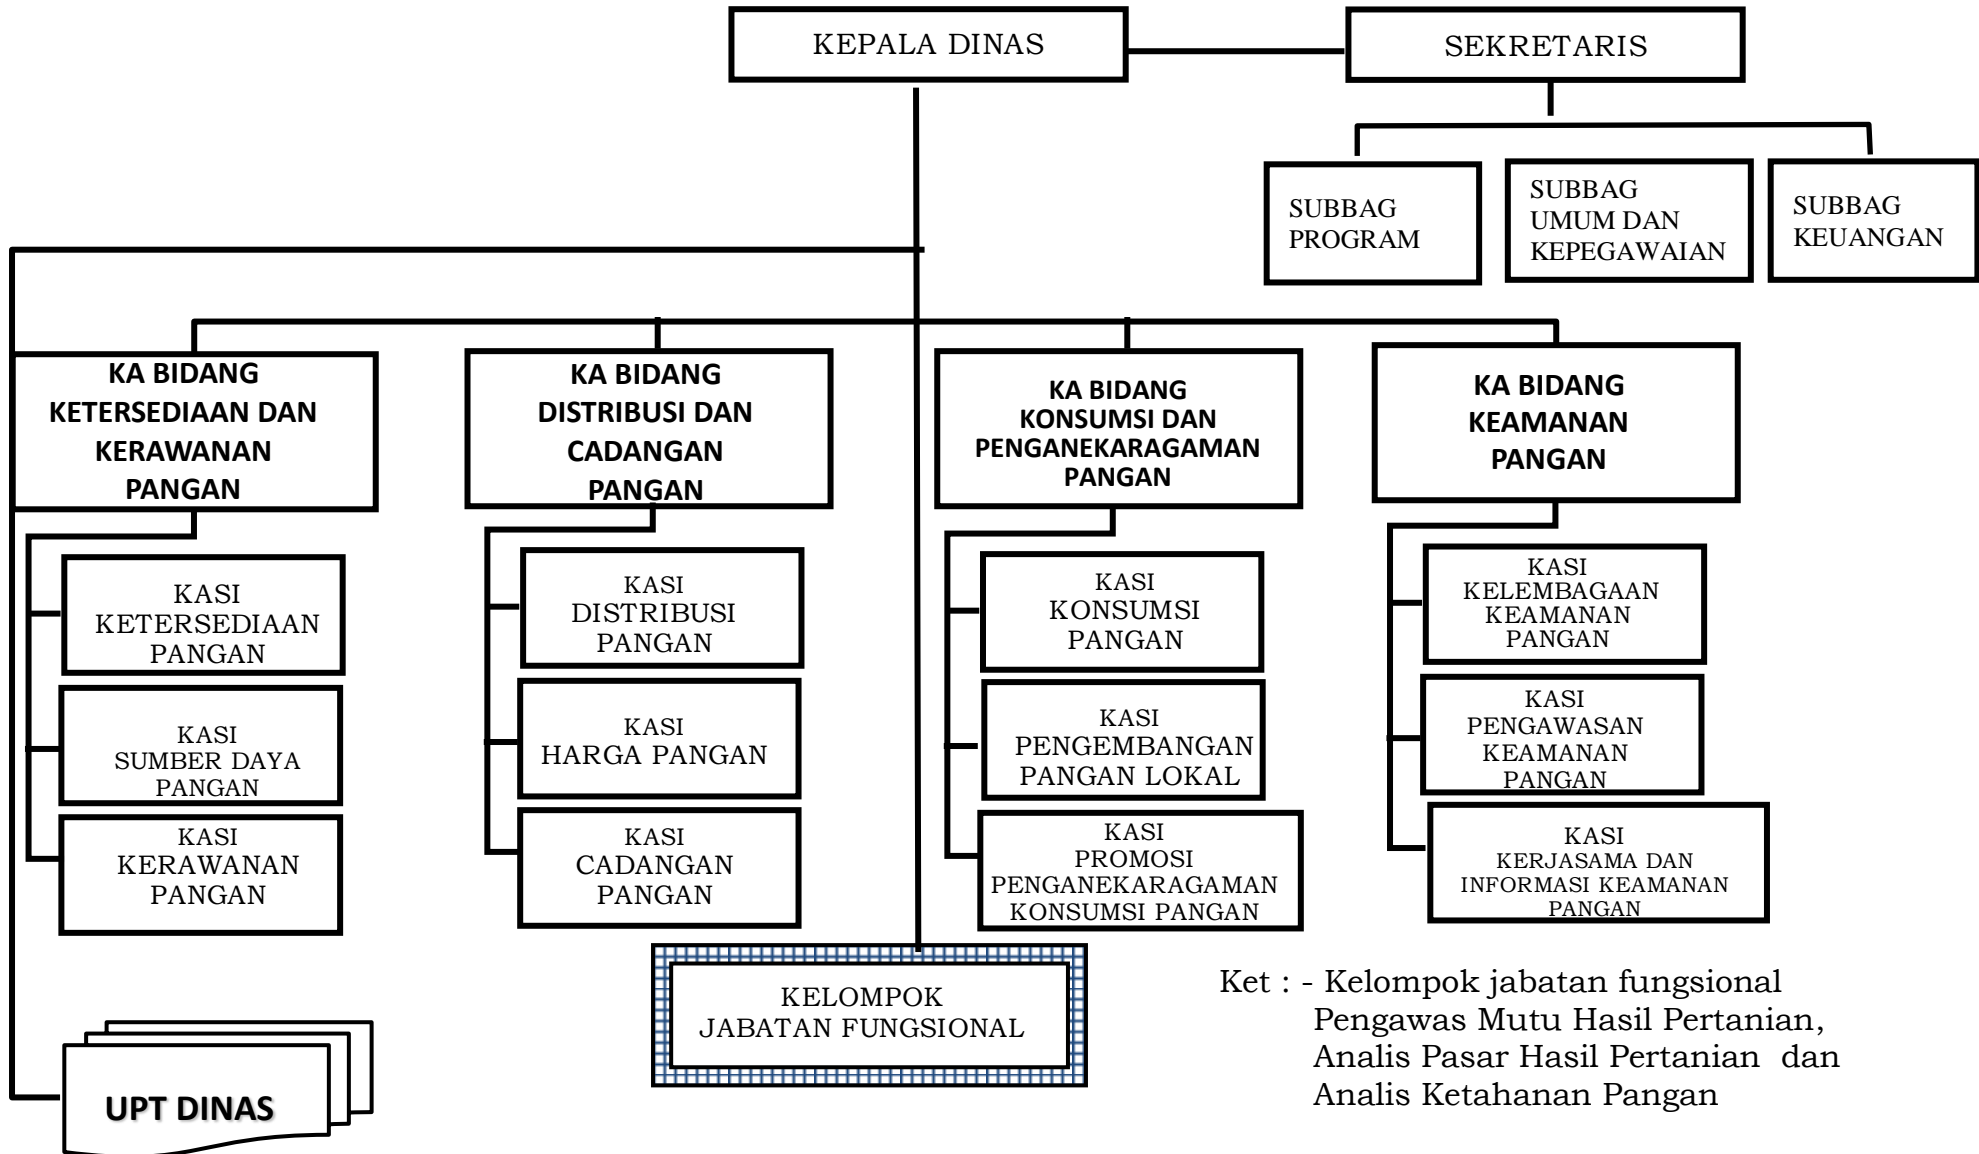 KEPALA DINAS
SEKRETARIS
SUBBAG
PROGRAM
SUBBAG
UMUM DAN
KEPEGAWAIAN
SUBBAG
KEUANGAN
KA BIDANG
KETERSEDIAAN DAN
KERAWANAN
PANGAN
KA BIDANG
DISTRIBUSI DAN
CADANGAN
PANGAN
KA BIDANG
KONSUMSI DAN
PENGANEKARAGAMAN
PANGAN
KA BIDANG
KEAMANAN
PANGAN
KASI
KETERSEDIAAN
PANGAN
KASI
SUMBER DAYA
PANGAN
KASI
KERAWANAN
PANGAN
KASI
DISTRIBUSI
PANGAN
KASI
HARGA PANGAN
KASI
CADANGAN
PANGAN
KASI
KONSUMSI
PANGAN
KASI
PENGEMBANGAN
PANGAN LOKAL
KASI
PROMOSI
PENGANEKARAGAMAN
KONSUMSI PANGAN
KASI
KELEMBAGAAN
KEAMANAN
PANGAN
KASI
PENGAWASAN
KEAMANAN
PANGAN
KASI
KERJASAMA DAN
INFORMASI KEAMANAN
PANGAN
KELOMPOK
JABATAN FUNGSIONAL
UPT DINAS
Ket : - Kelompok jabatan fungsional
Pengawas Mutu Hasil Pertanian,
Analis Pasar Hasil Pertanian dan
Analis Ketahanan Pangan